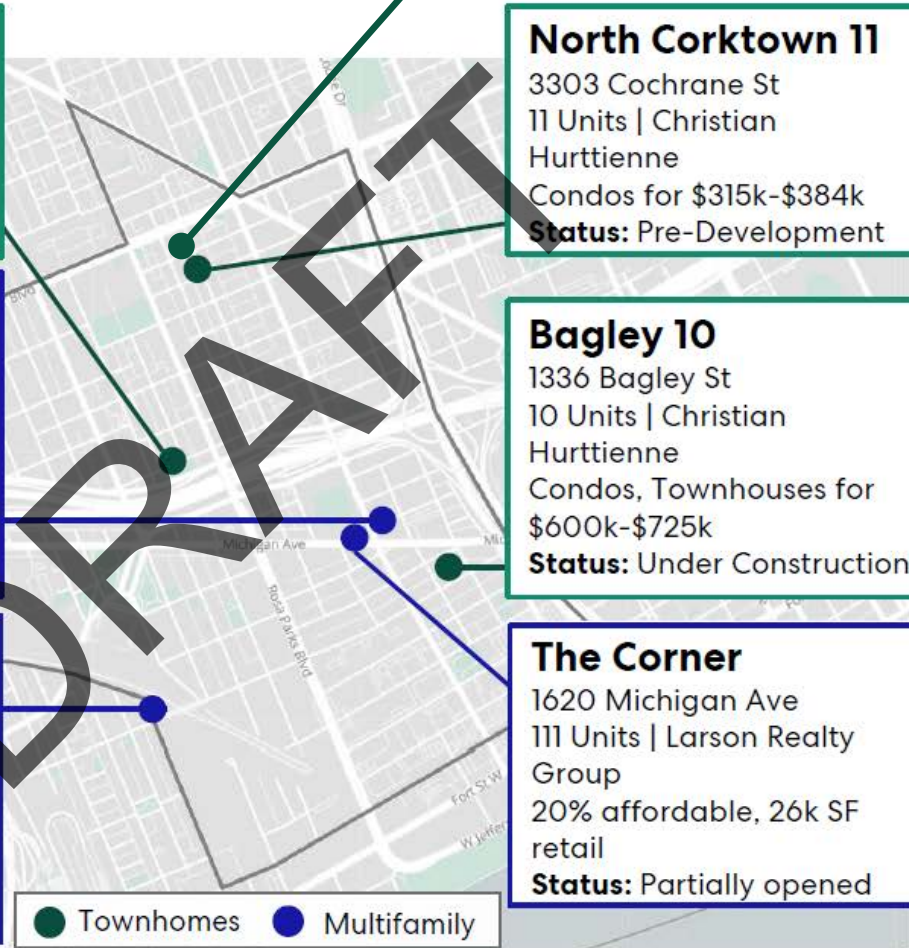 North Corktown 11
3303 Cochrane St
11 Units | Christian
Hurttienne
Condos for $315k-$384k
Status: Pre-Development
Bagley 10
1336 Bagley St
10 Units | Christian
Hurttienne
Condos, Townhouses for
$600k-$725k
Status: Under Construction
The Corner
1620 Michigan Ave
111 Units | Larson Realty
Group
20% affordable, 26k SF
retail
Status: Partially opened
Blvd
Michigan Ave
Rosa Parks Blvd
Fort St W
DRAFT
Townhomes
Multifamily